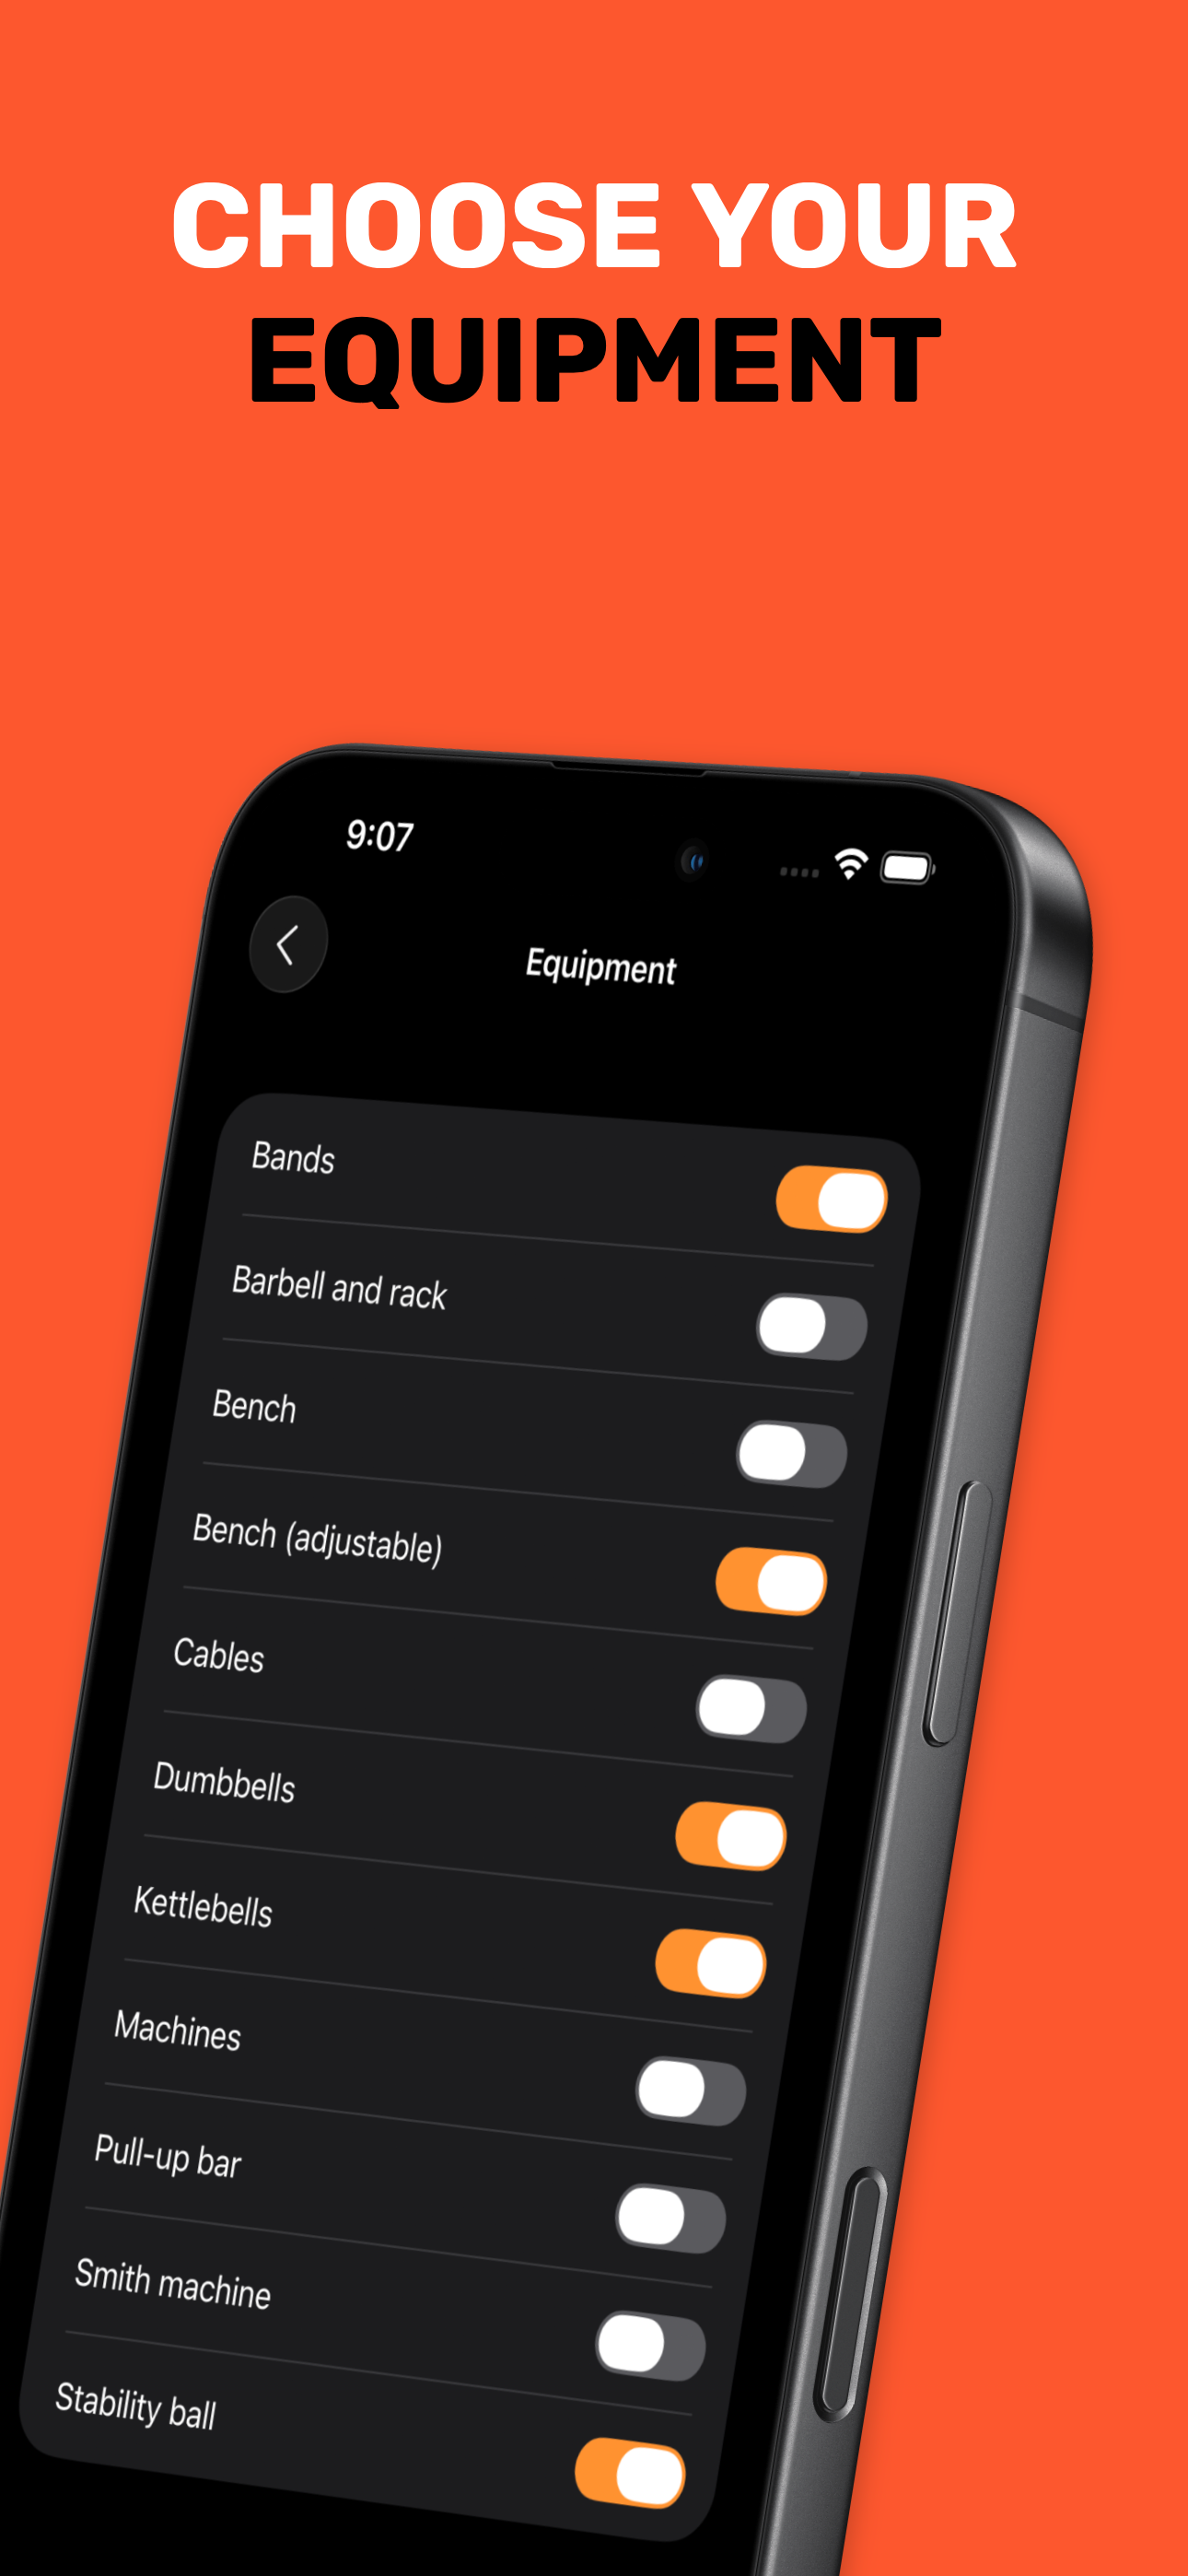 CHOOSE YOUR
EQUIPMENT
9:07
Equipment
Bands
Barbell and rack
Bench
Bench (adjustable)
Cables
Dumbbells
Kettlebells
Machines
Pull-up bar
Smith machine
Stability ball